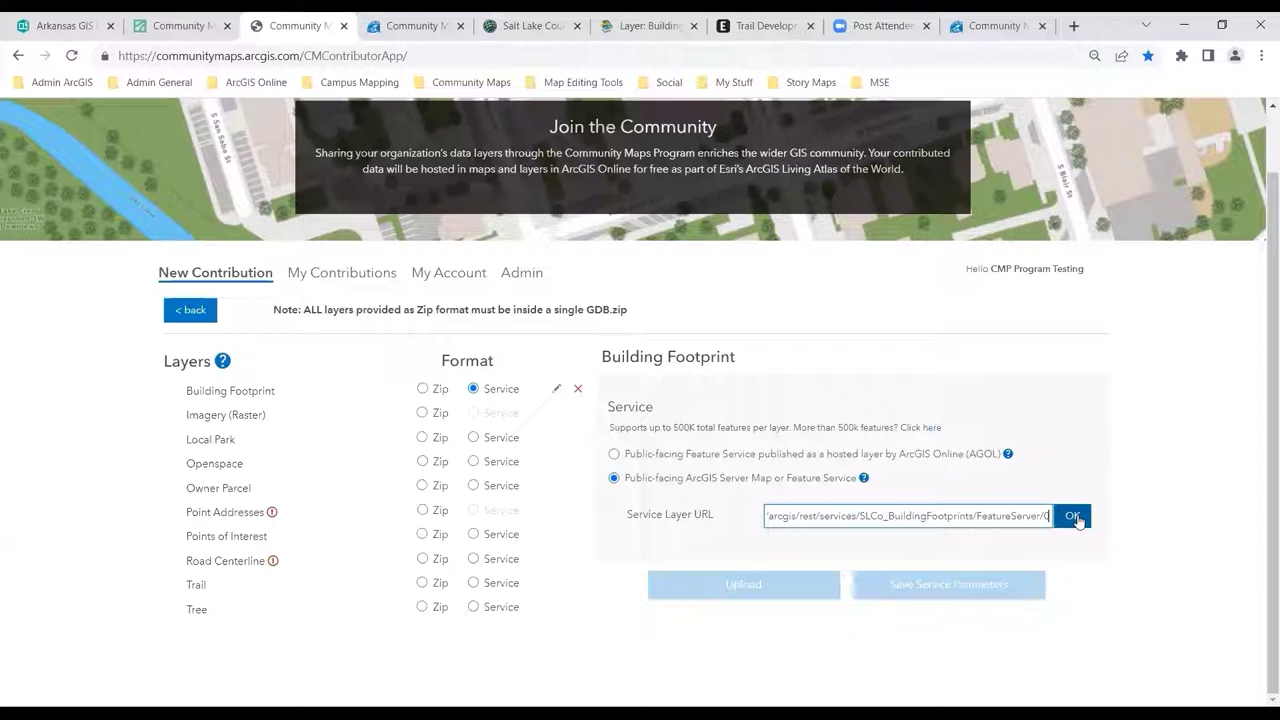 Arkansas GIS
Community M
Community M
Community M
Salt Lake Cou
Layer: Building
Trail Develop
Post Attendee
Community M
https://communitymaps.arcgis.com/CMContributorApp/
Admin ArcGIS
Admin General
ArcGIS Online
Campus Mapping
Community Maps
Map Editing Tools
Social
My Stuff
Story Maps
MSE
S San Saba St
S Blair St
Join the Community
Sharing your organization's data layers through the Community Maps Program enriches the wider GIS community. Your contributed
data will be hosted in maps and layers in ArcGIS Online for free as part of Esri's ArcGIS Living Atlas of the World.
New Contribution
My Contributions
My Account
Admin
Hello CMP Program Testing
< back
Note: ALL layers provided as Zip format must be inside a single GDB.zip
Layers ?
Format
Building Footprint
Zip
Service
Imagery (Raster)
Zip
Service
Local Park
Zip
Service
Openspace
Zip
Service
Owner Parcel
Zip
Service
Point Addresses
Zip
Service
Points of Interest
Zip
Service
Road Centerline
Zip
Service
Trail
Zip
Service
Tree
Zip
Service
Building Footprint
Service
Supports up to 500K total features per layer. More than 500k features? Click here
Public-facing Feature Service published as a hosted layer by ArcGIS Online (AGOL) ?
Public-facing ArcGIS Server Map or Feature Service ?
Service Layer URL
/arcgis/rest/services/SLCo_BuildingFootprints/FeatureServer/0
OK
Upload
Save Service Parameters